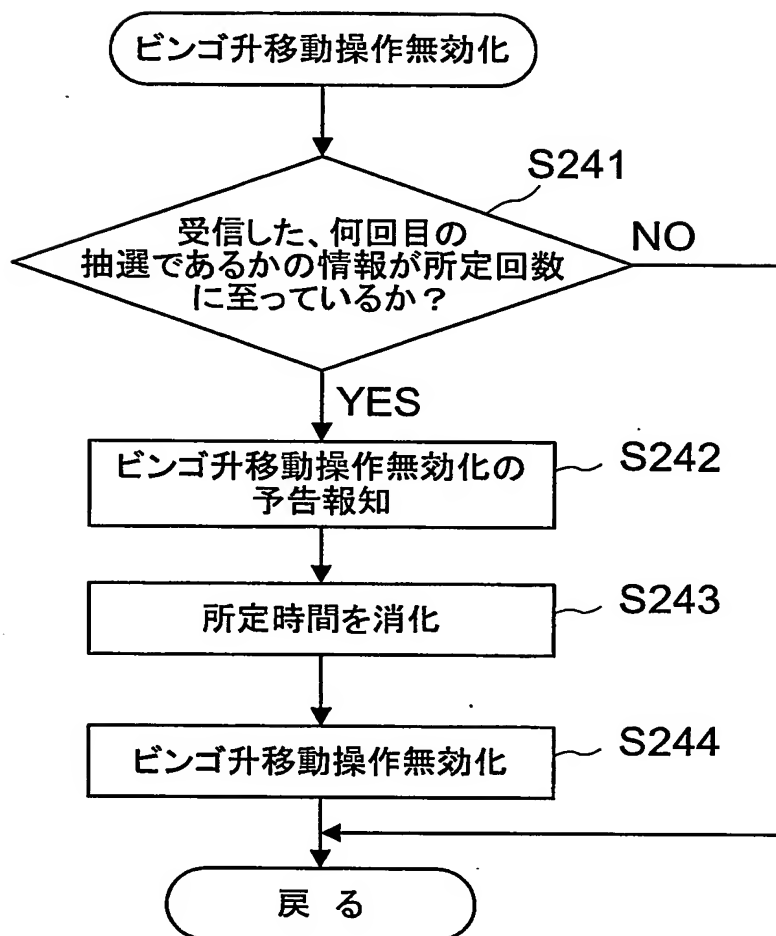 ビンゴ升移動操作無効化
S241
受信した、何回目の
抽選であるかの情報が所定回数
に至っているか？
NO
YES
ビンゴ升移動操作無効化の
予告報知
S242
所定時間を消化
S243
ビンゴ升移動操作無効化
S244
戻る